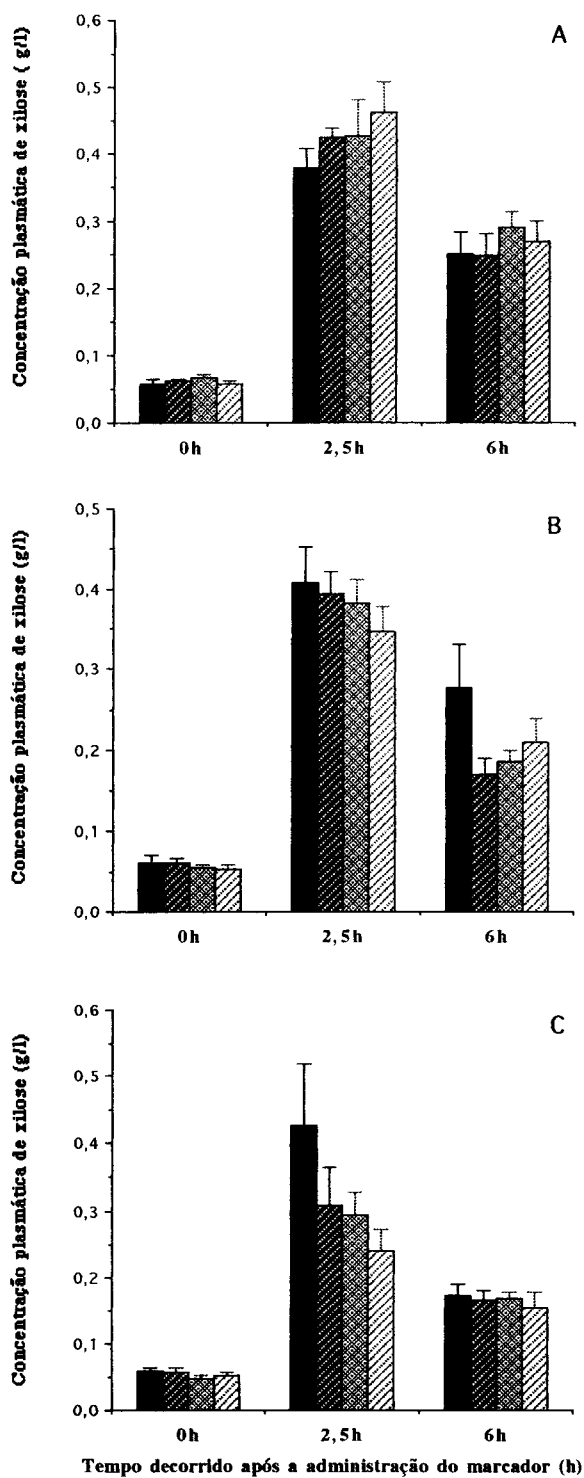 A
Concentração plasmática de xilose ( g/l)
0,6
0,5
0,4
0,3
0,2
0,1
0,0
0h
2,5h
6h
B
Concentração plasmática de xilose (g/l)
0,5
0,4
0,3
0,2
0,1
0,0
0h
2,5h
6h
C
Concentração plasmática de xilose (g/l)
0,6
0,5
0,4
0,3
0,2
0,1
0,0
0h
2,5h
6h
Tempo decorrido após a administração do marcador (h)